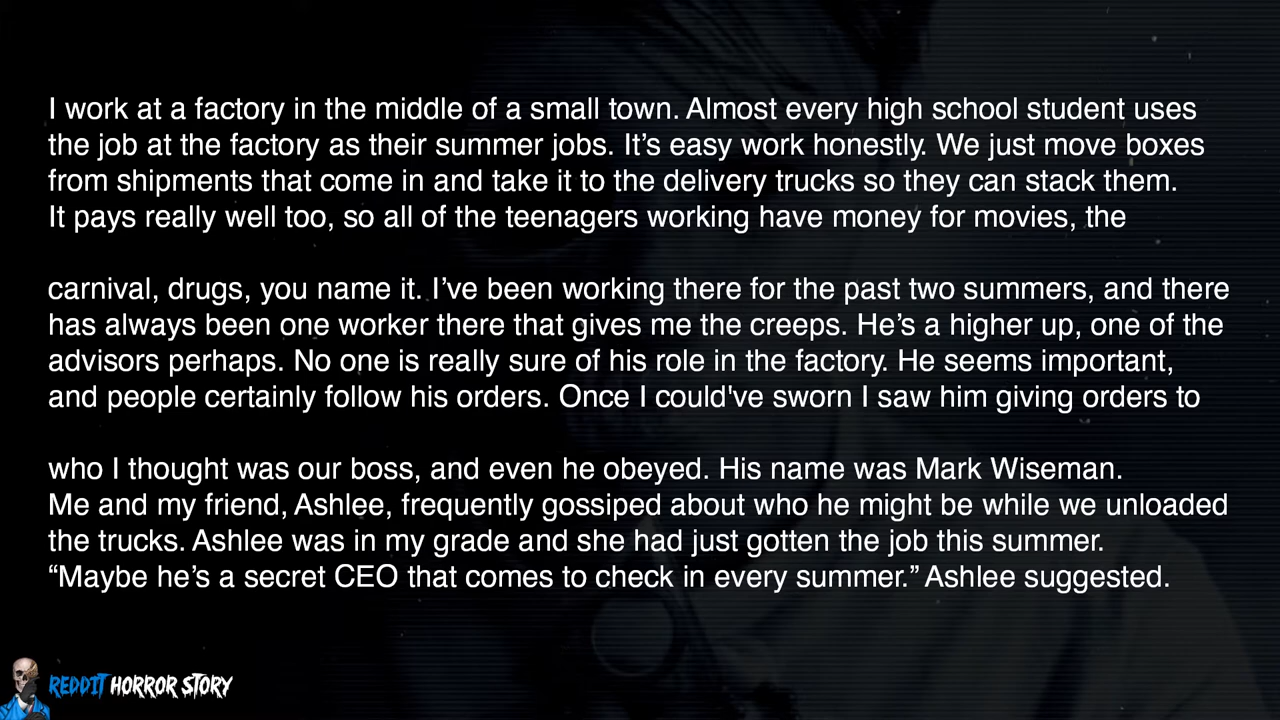 I work at a factory in the middle of a small town. Almost every high school student uses
the job at the factory as their summer jobs. It’s easy work honestly. We just move boxes
from shipments that come in and take it to the delivery trucks so they can stack them.
It pays really well too, so all of the teenagers working have money for movies, the
carnival, drugs, you name it. I’ve been working there for the past two summers, and there
has always been one worker there that gives me the creeps. He’s a higher up, one of the
advisors perhaps. No one is really sure of his role in the factory. He seems important,
and people certainly follow his orders. Once I could've sworn I saw him giving orders to
who I thought was our boss, and even he obeyed. His name was Mark Wiseman.
Me and my friend, Ashlee, frequently gossiped about who he might be while we unloaded
the trucks. Ashlee was in my grade and she had just gotten the job this summer.
“Maybe he’s a secret CEO that comes to check in every summer.” Ashlee suggested.
REDDIT HORROR STORY